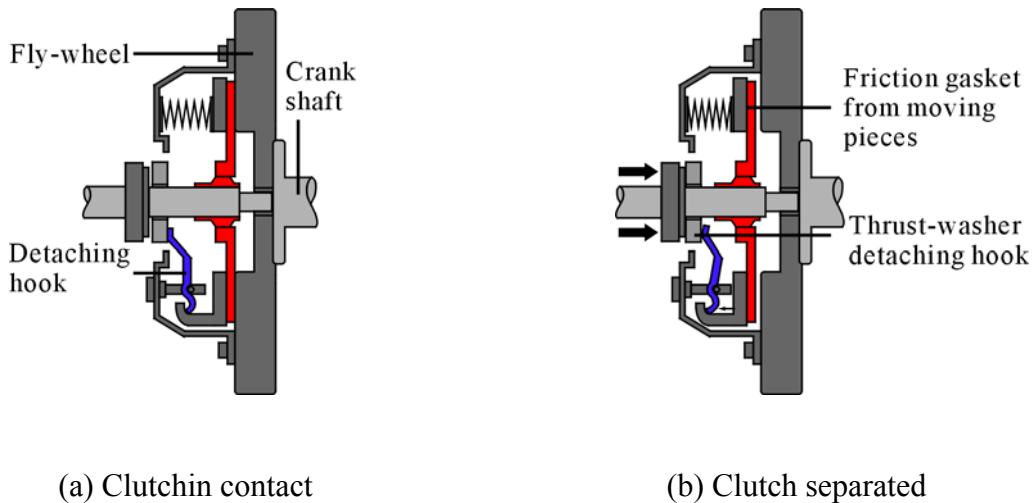 Fly-wheel
Crank
shaft
Detaching
hook
Friction gasket
from moving
pieces
Thrust-washer
detaching hook
(a) Clutchin contact
(b) Clutch separated